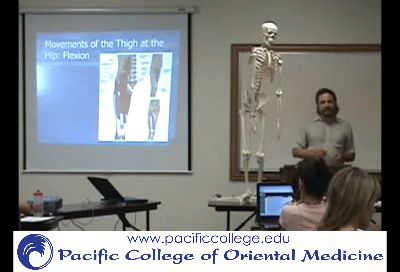 Movements of the Thigh at the
Hip: Flexion
www.pacificcollege.edu
Pacific College of Oriental Medicine